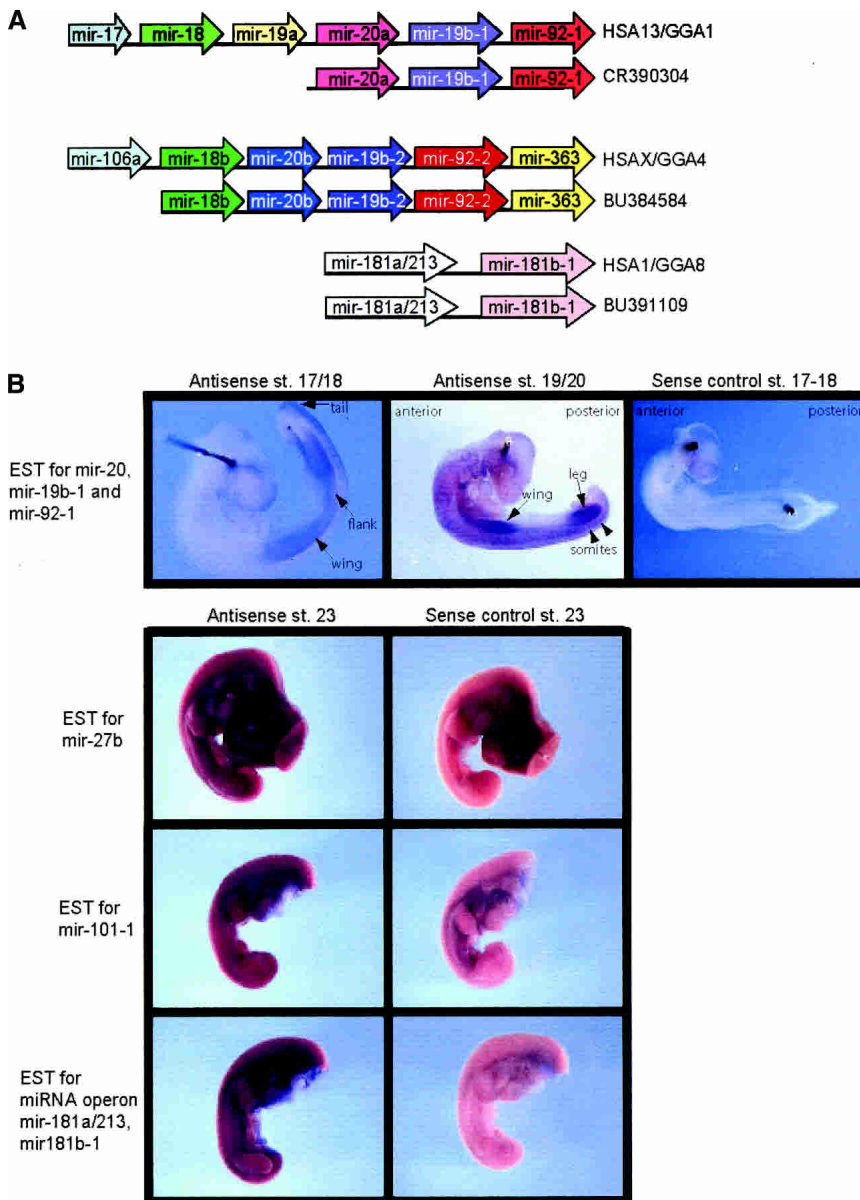 A
mir-17 mir-18 mir-19a mir-20a mir-19b-1 mir-92-1 HSA13/GGA1
mir-20a mir-19b-1 mir-92-1 CR390304
mir-106a mir-18b mir-20b mir-19b-2 mir-92-2 mir-363 HSAX/GGA4
mir-18b mir-20b mir-19b-2 mir-92-2 mir-363 BU384584
mir-181a/213 mir-181b-1 HSA1/GGA8
mir-181a/213 mir-181b-1 BU391109
B
Antisense st. 17/18 Antisense st. 19/20 Sense control st. 17-18
EST for mir-20,
mir-19b-1 and
mir-92-1
tail
flank
wing
anterior posterior
wing
leg
somites
anterior posterior
Antisense st. 23 Sense control st. 23
EST for
mir-27b
EST for
mir-101-1
EST for
miRNA operon
mir-181a/213,
mir181b-1